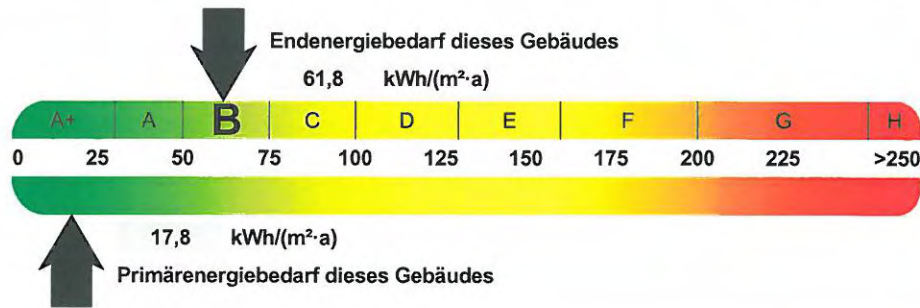 Endenergiebedarf dieses Gebäudes
61,8 kWh/(m²·a)
A+ A B C D E F G H
0 25 50 75 100 125 150 175 200 225 >250
17,8 kWh/(m²·a)
Primärenergiebedarf dieses Gebäudes